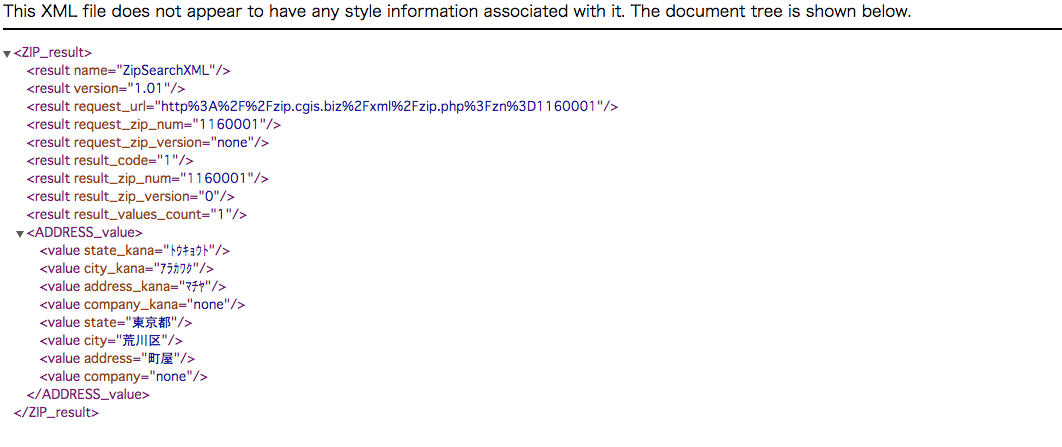 This XML file does not appear to have any style information associated with it. The document tree is shown below.
▼<ZIP_result>
<result name="ZipSearchXML"/>
<result version="1.01"/>
<result request_url="http%3A%2F%2Fzip.cgis.biz%2Fxml%2Fzip.php%3Fzn%3D1160001"/>
<result request_zip_num="1160001"/>
<result request_zip_version="none"/>
<result result_code="1"/>
<result result_zip_num="1160001"/>
<result result_zip_version="0"/>
<result result_values_count="1"/>
▼<ADDRESS_value>
<value state_kana="ﾄｳｷｮｳﾄ"/>
<value city_kana="ｱﾗｶﾜｸ"/>
<value address_kana="ﾏﾁﾔ"/>
<value company_kana="none"/>
<value state="東京都"/>
<value city="荒川区"/>
<value address="町屋"/>
<value company="none"/>
</ADDRESS_value>
</ZIP_result>